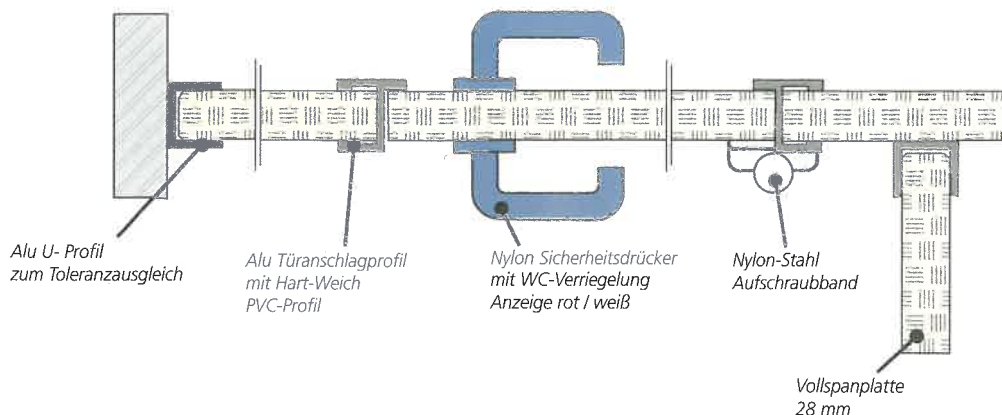 Alu U- Profil
zum Toleranzausgleich
Alu Türanschlagprofil
mit Hart-Weich
PVC-Profil
Nylon Sicherheitsdrücker
mit WC-Verriegelung
Anzeige rot / weiß
Nylon-Stahl
Aufschraubband
Vollspanplatte
28 mm